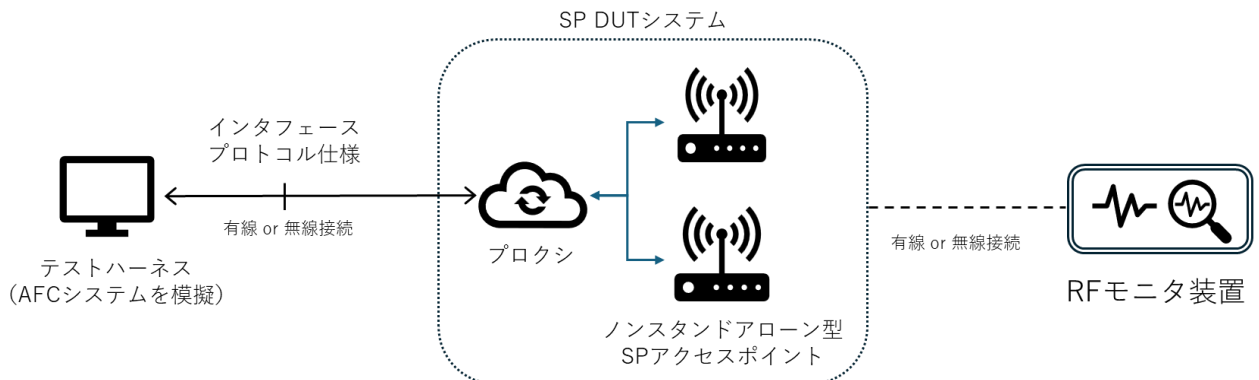 SP DUTシステム
インタフェース
プロトコル仕様
有線 or 無線接続
テストハーネス
(AFCシステムを模擬)
プロクシ
ノンスタンドアローン型
SPアクセスポイント
有線 or 無線接続
RFモニタ装置